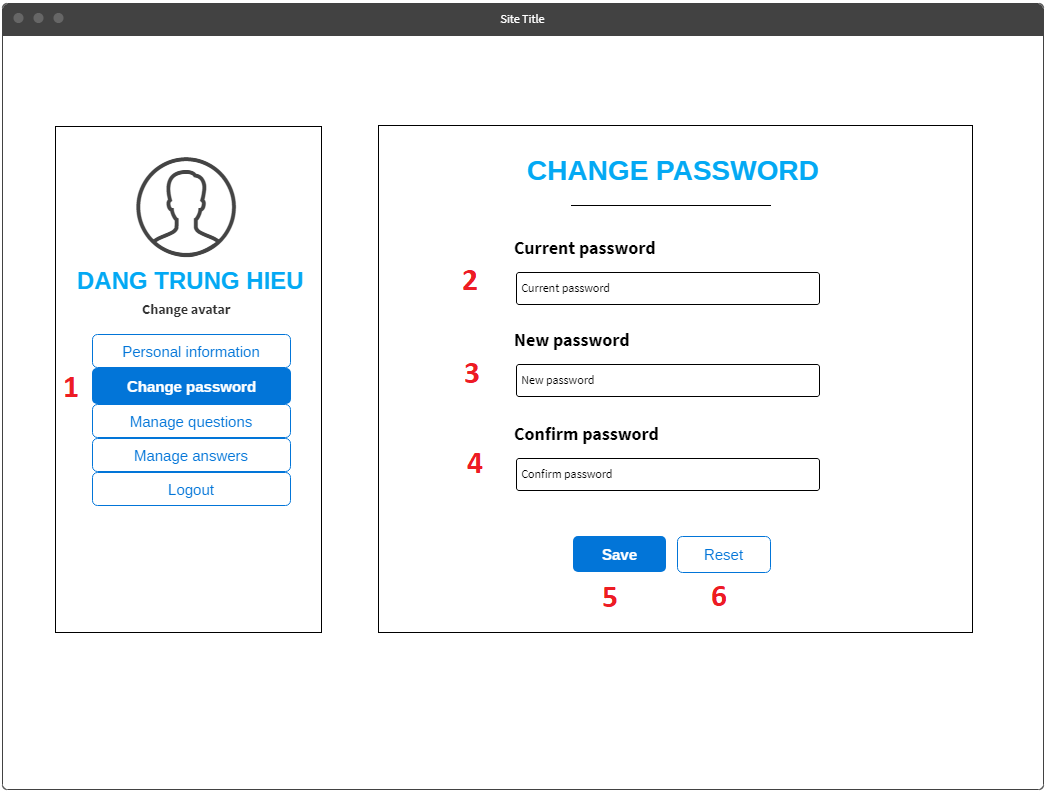 Site Title
DANG TRUNG HIEU
Change avatar
Personal information
1
Change password
Manage questions
Manage answers
Logout
CHANGE PASSWORD
Current password
2
Current password
New password
3
New password
Confirm password
4
Confirm password
Save
Reset
5
6